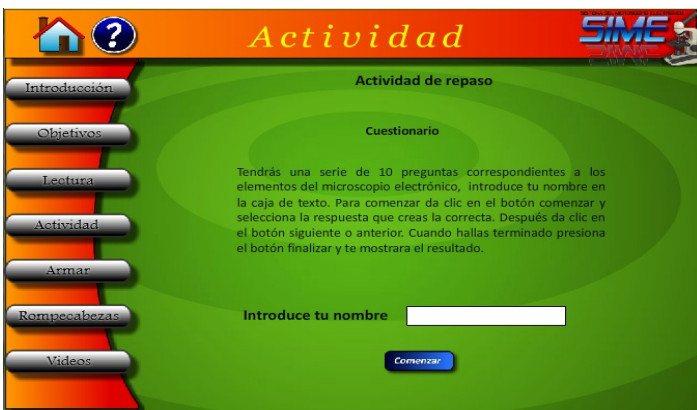 Actividad
SIME
Introducción
Objetivos
Lectura
Actividad
Armar
Rompecabezas
Videos
Actividad de repaso
Cuestionario
Tendrás una serie de 10 preguntas correspondientes a los
elementos del microscopio electrónico, introduce tu nombre en
la caja de texto. Para comenzar da clic en el botón comenzar y
selecciona la respuesta que creas la correcta. Después da clic en
el botón siguiente o anterior. Cuando hallas terminado presiona
el botón finalizar y te mostrara el resultado.
Introduce tu nombre
Comenzar